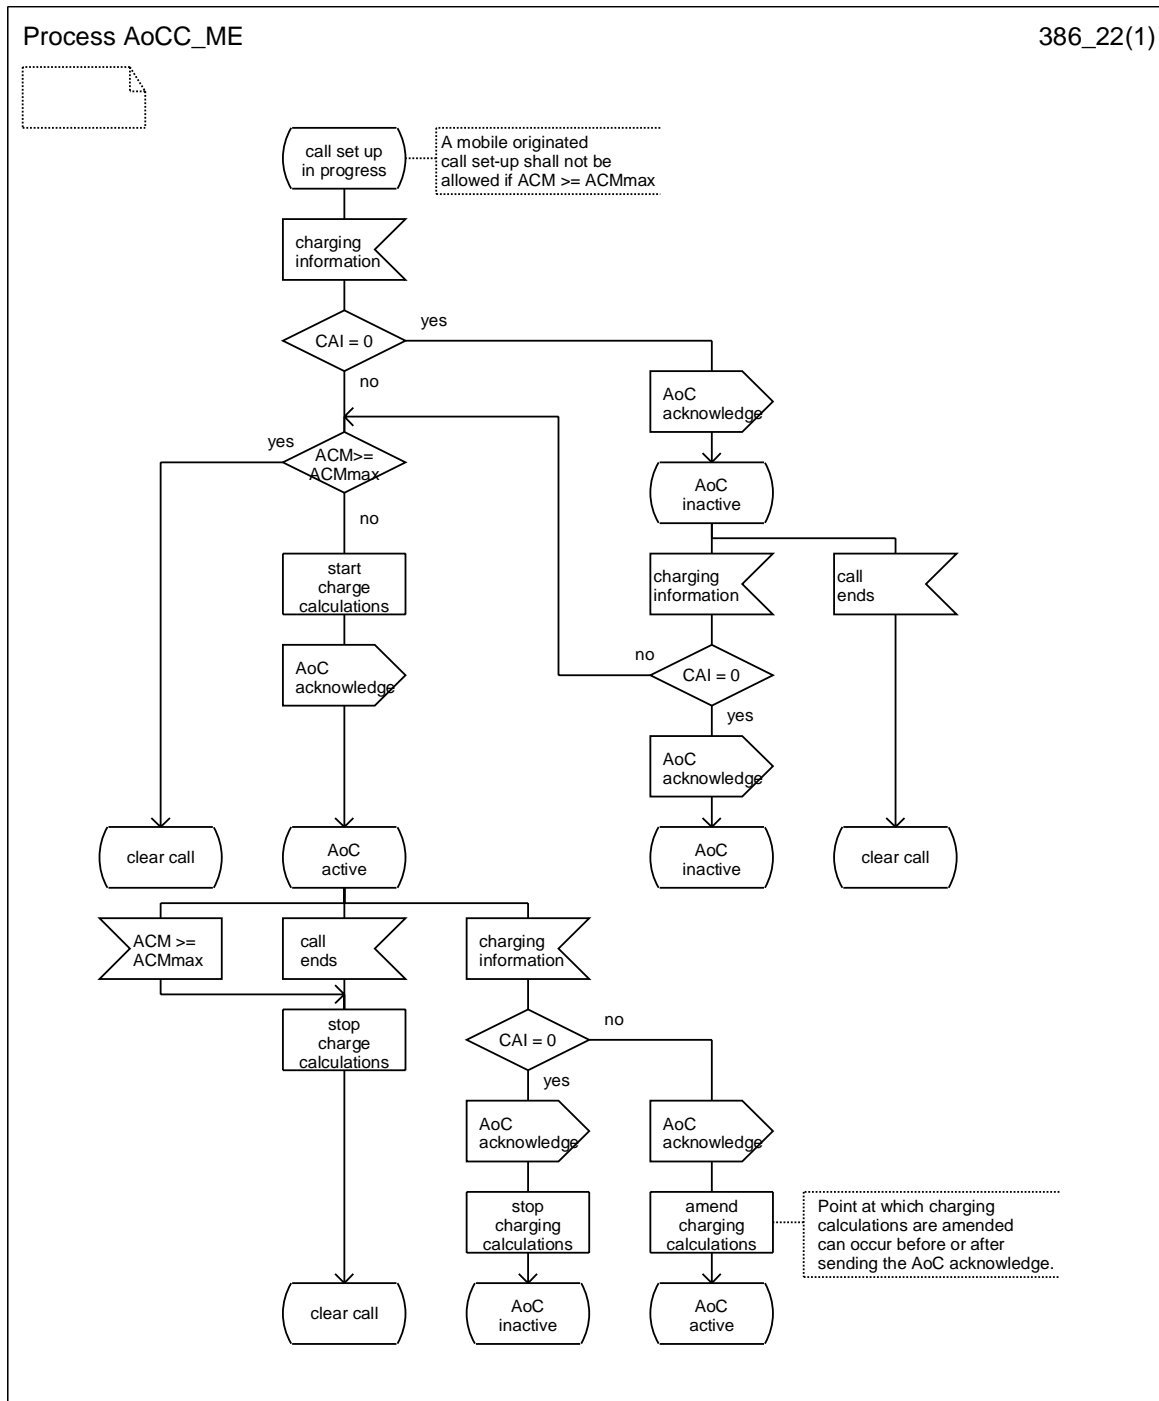 Process AoCC_ME
386_22(1)
call set up
in progress
A mobile originated
call set-up shall not be
allowed if ACM >= ACMmax
charging
information
CAI = 0
yes
no
AoC
acknowledge
yes
ACM>=
ACMmax
no
AoC
inactive
start
charge
calculations
charging
information
call
ends
AoC
acknowledge
no
CAI = 0
yes
AoC
acknowledge
clear call
AoC
active
AoC
inactive
clear call
ACM >=
ACMmax
call
ends
charging
information
stop
charge
calculations
CAI = 0
no
yes
AoC
acknowledge
AoC
acknowledge
stop
charging
calculations
amend
charging
calculations
Point at which charging
calculations are amended
can occur before or after
sending the AoC acknowledge.
clear call
AoC
inactive
AoC
active